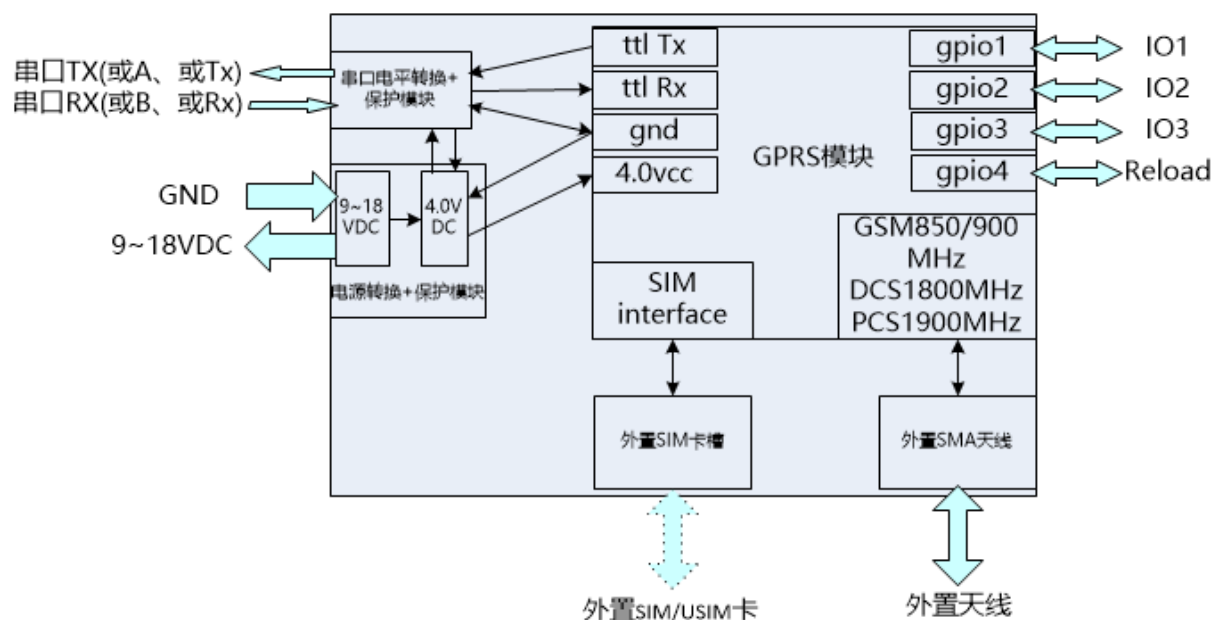 串口TX(或A、或Tx)
串口RX(或B、或Rx)
GND
9~18VDC
串口电平转换+
保护模块
9~18
VDC
4.0V
DC
电源转换+保护模块
ttl Tx
ttl Rx
gnd
4.0vcc
GPRS模块
gpio1
gpio2
gpio3
gpio4
IO1
IO2
IO3
Reload
SIM
interface
GSM850/900
MHz
DCS1800MHz
PCS1900MHz
外置SIM卡槽
外置SMA天线
外置SIM/USIM卡
外置天线